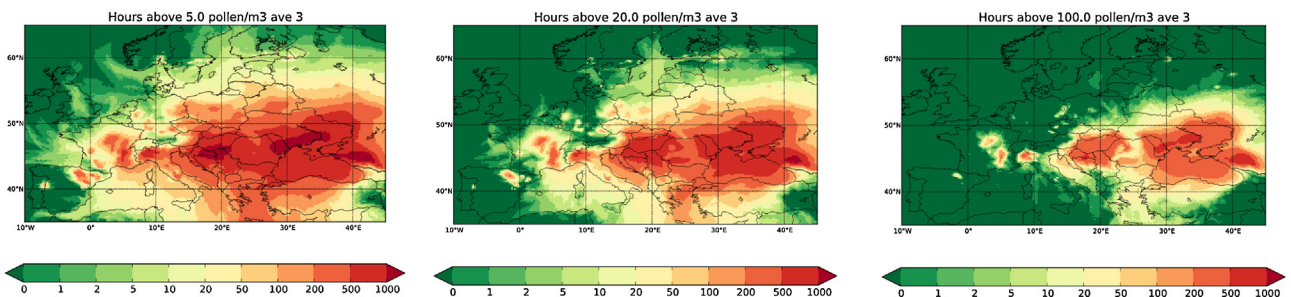 Hours above 5.0 pollen/m3 ave 3
60°N
50°N
40°N
10°W 0° 10°E 20°E 30°E 40°E
0 1 2 5 10 20 50 100 200 500 1000
Hours above 20.0 pollen/m3 ave 3
60°N
50°N
40°N
10°W 0° 10°E 20°E 30°E 40°E
0 1 2 5 10 20 50 100 200 500 1000
Hours above 100.0 pollen/m3 ave 3
60°N
50°N
40°N
10°W 0° 10°E 20°E 30°E 40°E
0 1 2 5 10 20 50 100 200 500 1000